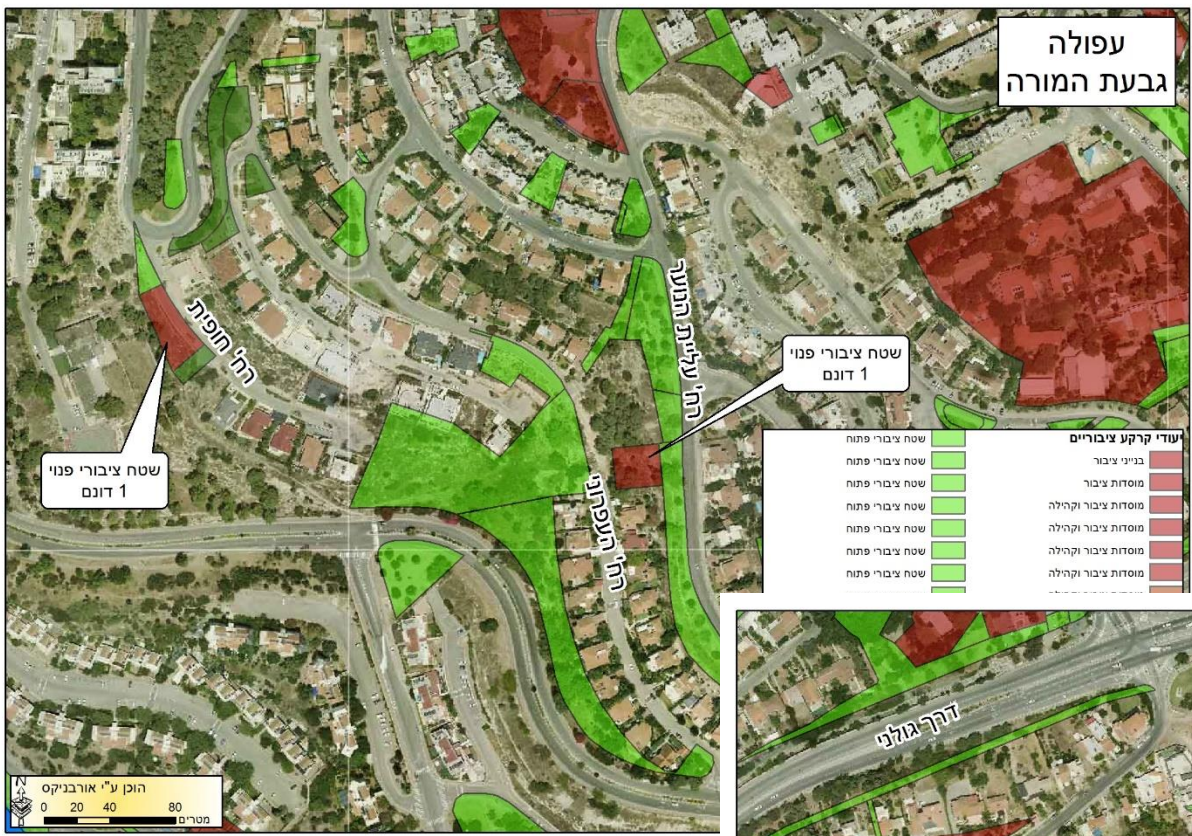 עפולה
גבעת המורה
רח' חופית
רח' עליית הנוער
רח' העפרוני
שטח ציבורי פנוי
1 דונם
שטח ציבורי פנוי
1 דונם
יעודי קרקע ציבוריים
בנייני ציבור
מוסדות ציבור
מוסדות ציבור וקהילה
מוסדות ציבור וקהילה
מוסדות ציבור וקהילה
מוסדות ציבור וקהילה
שטח ציבורי פתוח
שטח ציבורי פתוח
שטח ציבורי פתוח
שטח ציבורי פתוח
שטח ציבורי פתוח
שטח ציבורי פתוח
שטח ציבורי פתוח
דרך גולני
הוכן ע"י אורבניקס
N
0 20 40 80
מטרים